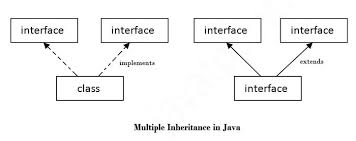 interface interface interface interface
implements extends
class interface
Multiple Inheritance in Java